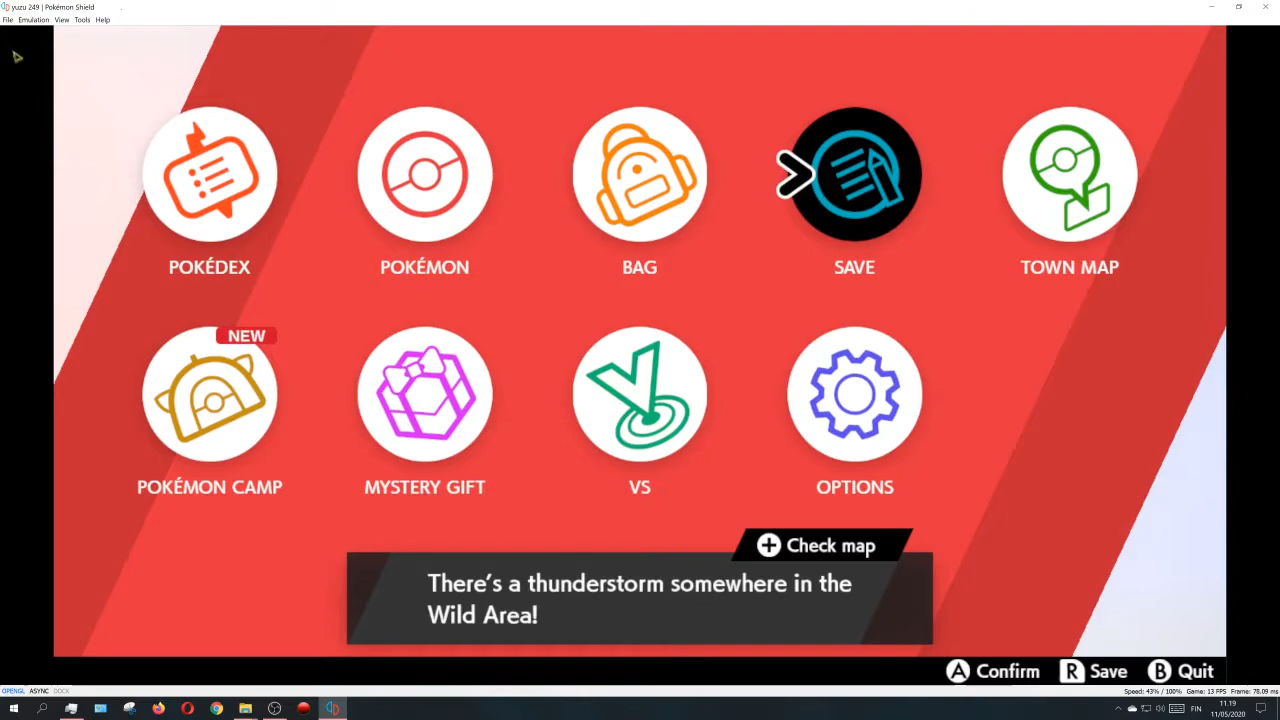 yuzu 249 | Pokémon Shield
File Emulation View Tools Help
POKÉDEX POKÉMON BAG SAVE TOWN MAP
NEW
POKÉMON CAMP MYSTERY GIFT VS OPTIONS
Check map
There's a thunderstorm somewhere in the
Wild Area!
A Confirm R Save B Quit
OPENGL ASYNC DOCK Speed: 43% / 100% Game: 13 FPS Frame: 78.09 ms
FIN 11.19
11/05/2020